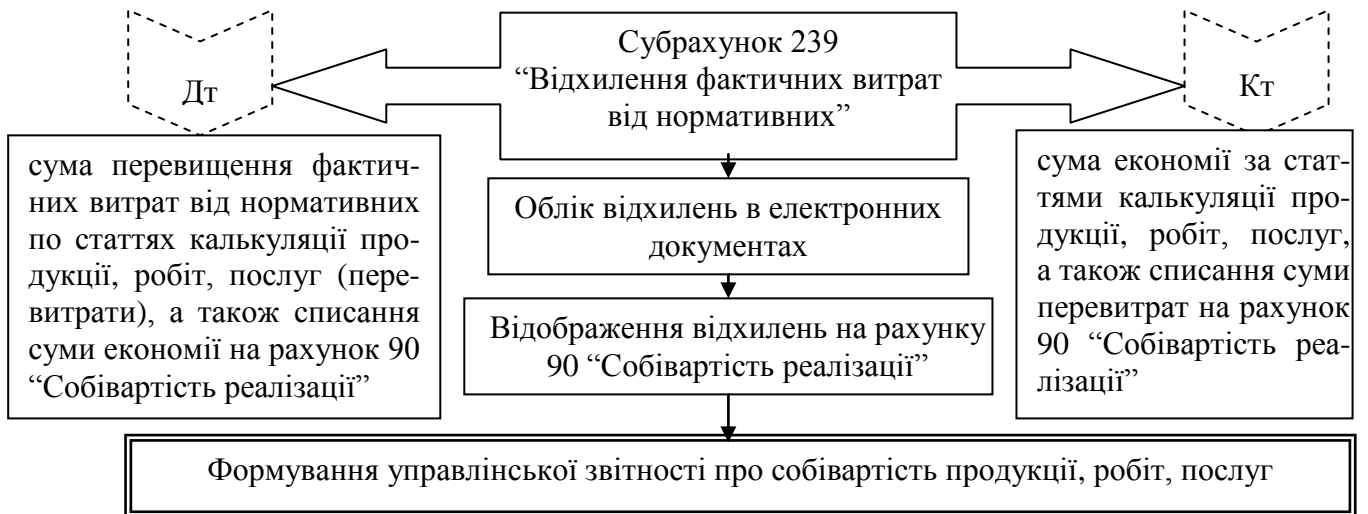 Субрахунок 239
“Відхилення фактичних витрат
від нормативних”
Дт
Кт
сума перевищення фактич-
них витрат від нормативних
по статтях калькуляції про-
дукції, робіт, послуг (пере-
витрати), а також списання
суми економії на рахунок 90
“Собівартість реалізації”
Облік відхилень в електронних
документах
Відображення відхилень на рахунку
90 “Собівартість реалізації”
сума економії за стат-
тями калькуляції про-
дукції, робіт, послуг,
а також списання суми
перевитрат на рахунок
90 “Собівартість реа-
лізації”
Формування управлінської звітності про собівартість продукції, робіт, послуг